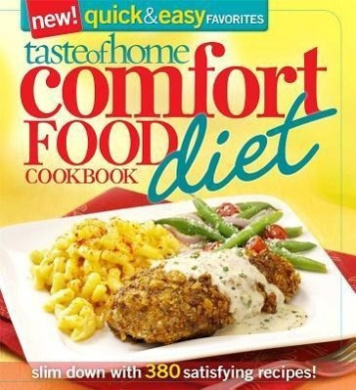 new! quick&easy FAVORITES
tasteofhome
comfort
FOOD diet
COOKBOOK
slim down with 380 satisfying recipes!